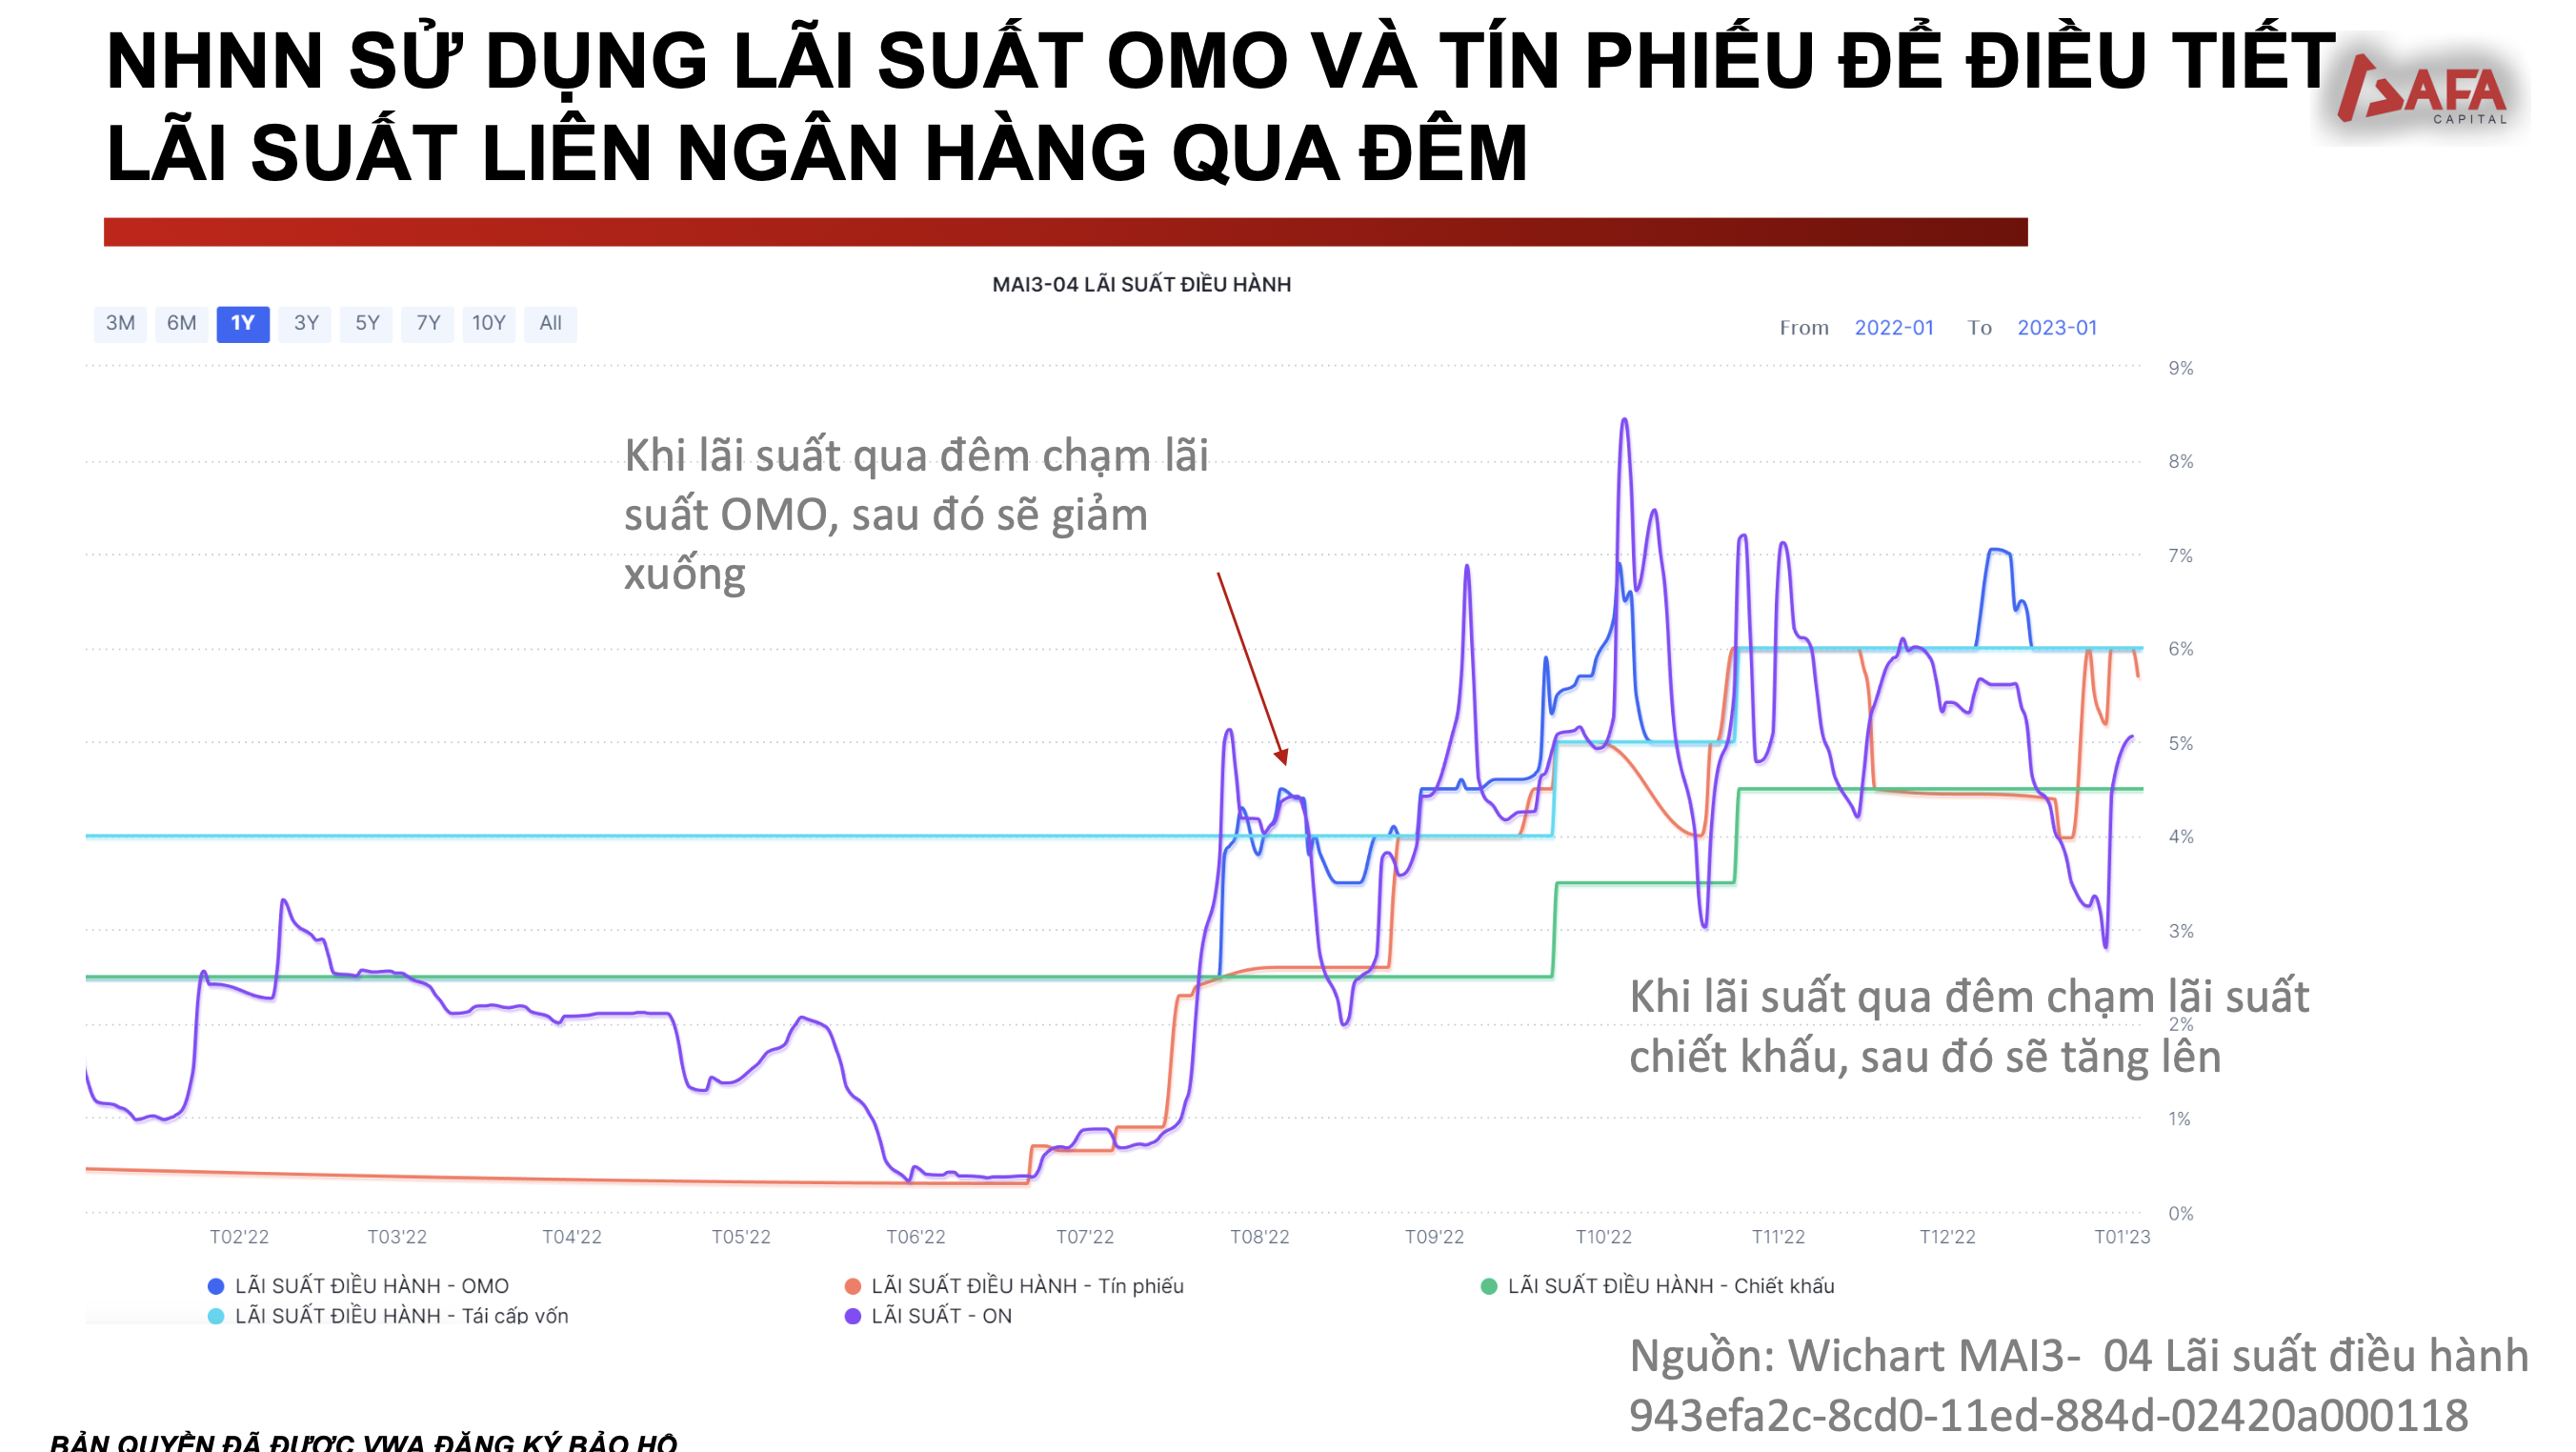 NHNN SỬ DỤNG LÃI SUẤT OMO VÀ TÍN PHIẾU ĐỂ ĐIỀU TIẾT
LÃI SUẤT LIÊN NGÂN HÀNG QUA ĐÊM
AFA
CAPITAL
MAI3-04 LÃI SUẤT ĐIỀU HÀNH
3M 6M 1Y 3Y 5Y 7Y 10Y All
From 2022-01 To 2023-01
9%
8%
7%
6%
5%
4%
3%
2%
1%
0%
Khi lãi suất qua đêm chạm lãi
suất OMO, sau đó sẽ giảm
xuống
Khi lãi suất qua đêm chạm lãi suất
chiết khấu, sau đó sẽ tăng lên
T02'22 T03'22 T04'22 T05'22 T06'22 T07'22 T08'22 T09'22 T10'22 T11'22 T12'22 T01'23
LÃI SUẤT ĐIỀU HÀNH - OMO LÃI SUẤT ĐIỀU HÀNH - Tín phiếu LÃI SUẤT ĐIỀU HÀNH - Chiết khấu
LÃI SUẤT ĐIỀU HÀNH - Tái cấp vốn LÃI SUẤT - ON
Nguồn: Wichart MAI3- 04 Lãi suất điều hành
943efa2c-8cd0-11ed-884d-02420a000118
BẢN QUYỀN ĐÃ ĐƯỢC VWA ĐĂNG KÝ BẢO HỘ